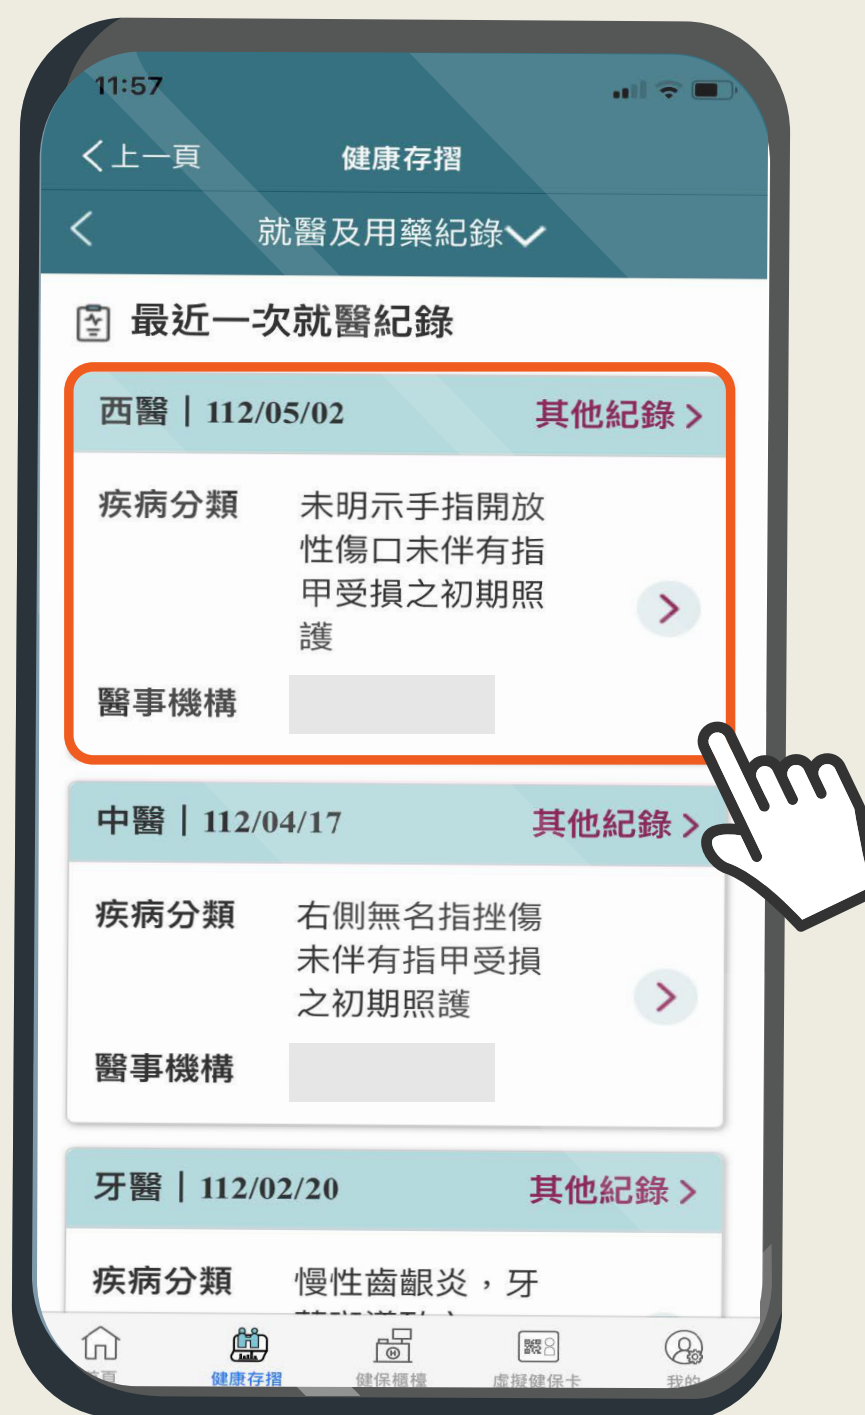 11:57
上一頁 健康存摺
就醫及用藥紀錄
最近一次就醫紀錄
西醫 | 112/05/02 其他紀錄
疾病分類 未明示手指開放
性傷口未伴有指
甲受損之初期照
護
醫事機構
中醫 | 112/04/17 其他紀錄
疾病分類 右側無名指挫傷
未伴有指甲受損
之初期照護
醫事機構
牙醫 | 112/02/20 其他紀錄
疾病分類 慢性齒齦炎，牙
健康存摺 健保櫃檯 虛擬健保卡 我的